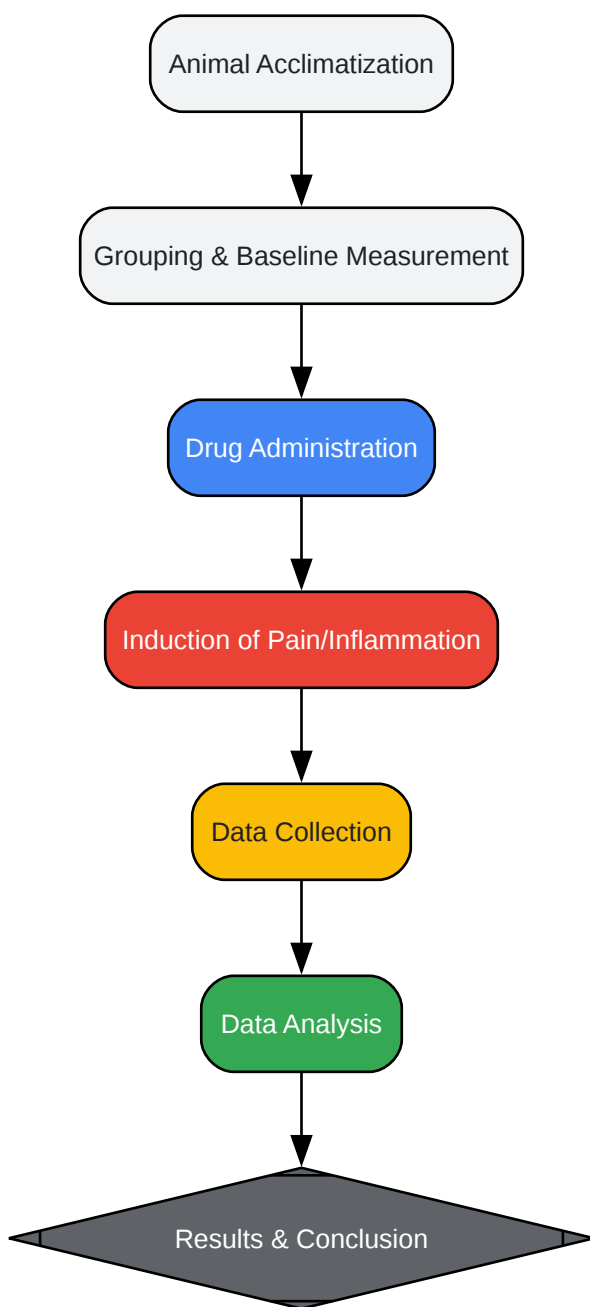 Animal Acclimatization
Grouping & Baseline Measurement
Drug Administration
Induction of Pain/Inflammation
Data Collection
Data Analysis
Results & Conclusion